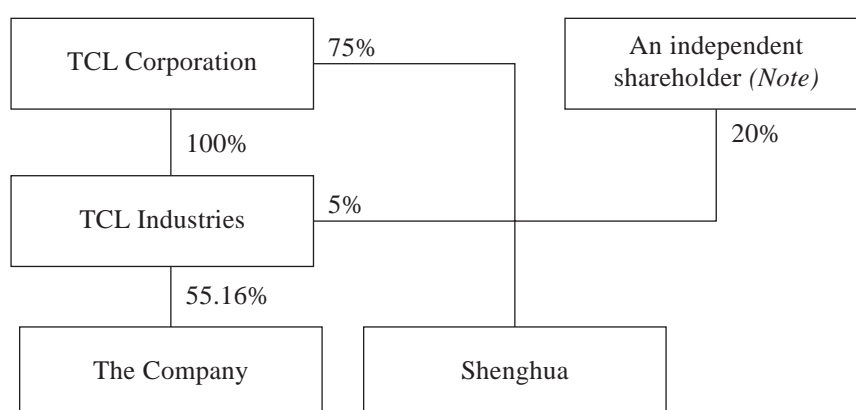 TCL Corporation
75%
An independent
shareholder (Note)
100%
20%
TCL Industries
5%
55.16%
The Company
Shenghua